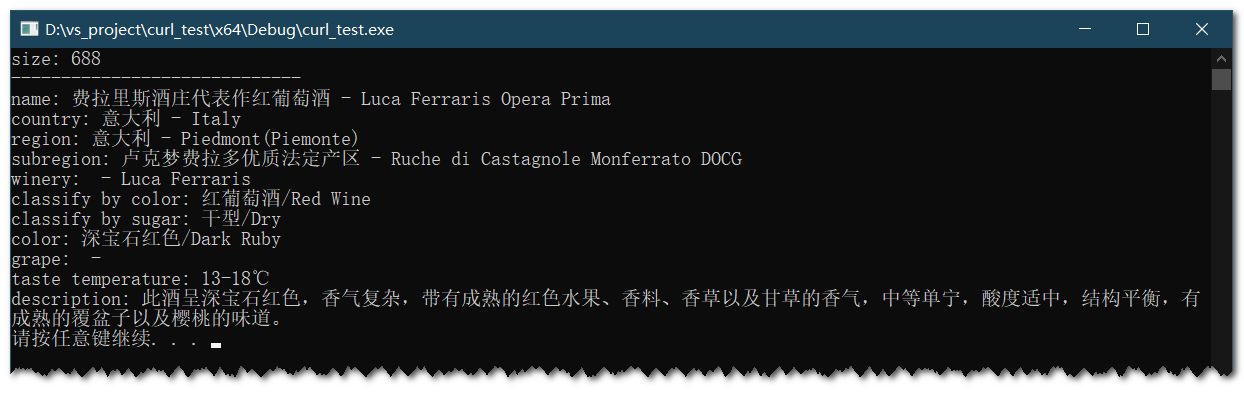 D:\vs_project\curl_test\x64\Debug\curl_test.exe
size: 688
-----------------------------
name: 费拉里斯酒庄代表作红葡萄酒 - Luca Ferraris Opera Prima
country: 意大利 - Italy
region: 意大利 - Piedmont(Piemonte)
subregion: 卢克梦费拉多优质法定产区 - Ruche di Castagnole Monferrato DOCG
winery:  - Luca Ferraris
classify by color: 红葡萄酒/Red Wine
classify by sugar: 干型/Dry
color: 深宝石红色/Dark Ruby
grape:  -
taste temperature: 13-18℃
description: 此酒呈深宝石红色，香气复杂，带有成熟的红色水果、香料、香草以及甘草的香气，中等单宁，酸度适中，结构平衡，有
成熟的覆盆子以及樱桃的味道。
请按任意键继续. . .